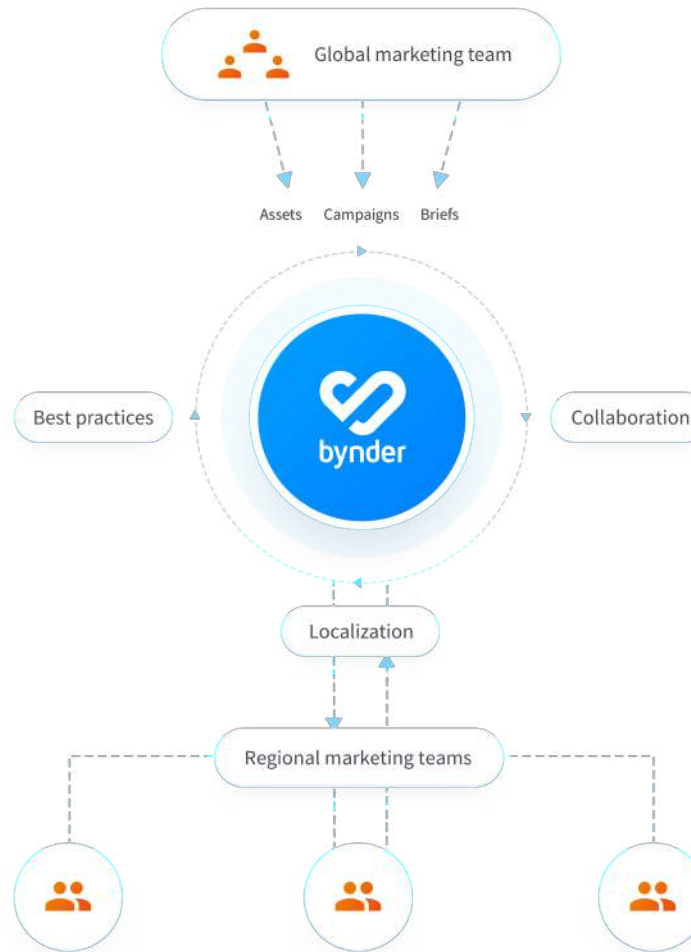 Global marketing team
Assets Campaigns Briefs
Best practices
bynder
Collaboration
Localization
Regional marketing teams